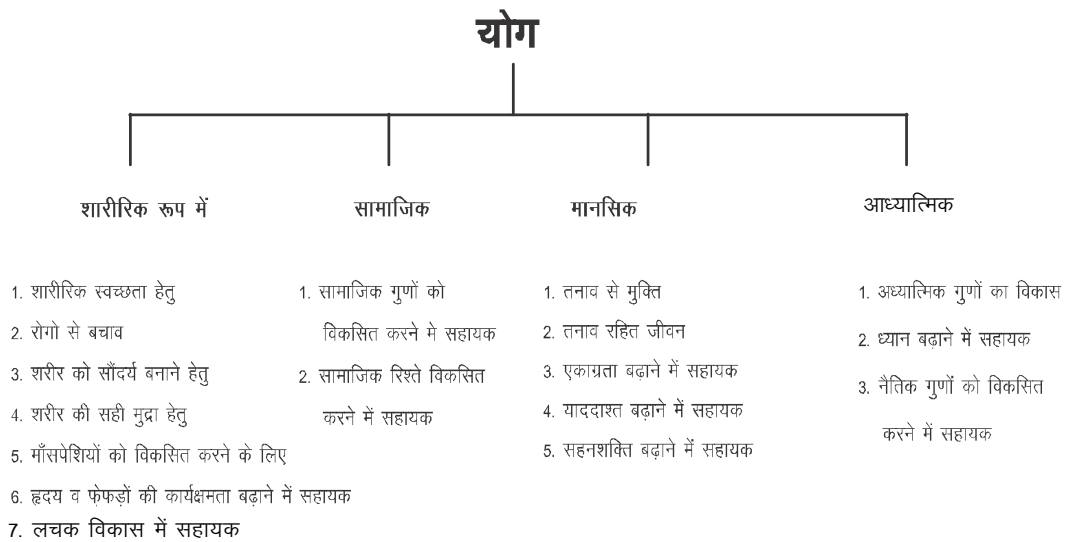 योग
शारीरिक रूप में
सामाजिक
मानसिक
आध्यात्मिक
1. शारीरिक स्वच्छता हेतु
2. रोगो से बचाव
3. शरीर को सौंदर्य बनाने हेतु
4. शरीर की सही मुद्रा हेतु
5. माँसपेशियों को विकसित करने के लिए
6. हृदय व फेफड़ों की कार्यक्षमता बढ़ाने में सहायक
7. लचक विकास में सहायक
1. सामाजिक गुणों को
विकसित करने मे सहायक
2. सामाजिक रिश्ते विकसित
करने में सहायक
1. तनाव से मुक्ति
2. तनाव रहित जीवन
3. एकाग्रता बढ़ाने में सहायक
4. याददाश्त बढ़ाने में सहायक
5. सहनशक्ति बढ़ाने में सहायक
1. अध्यात्मिक गुणों का विकास
2. ध्यान बढ़ाने में सहायक
3. नैतिक गुणों को विकसित
करने में सहायक